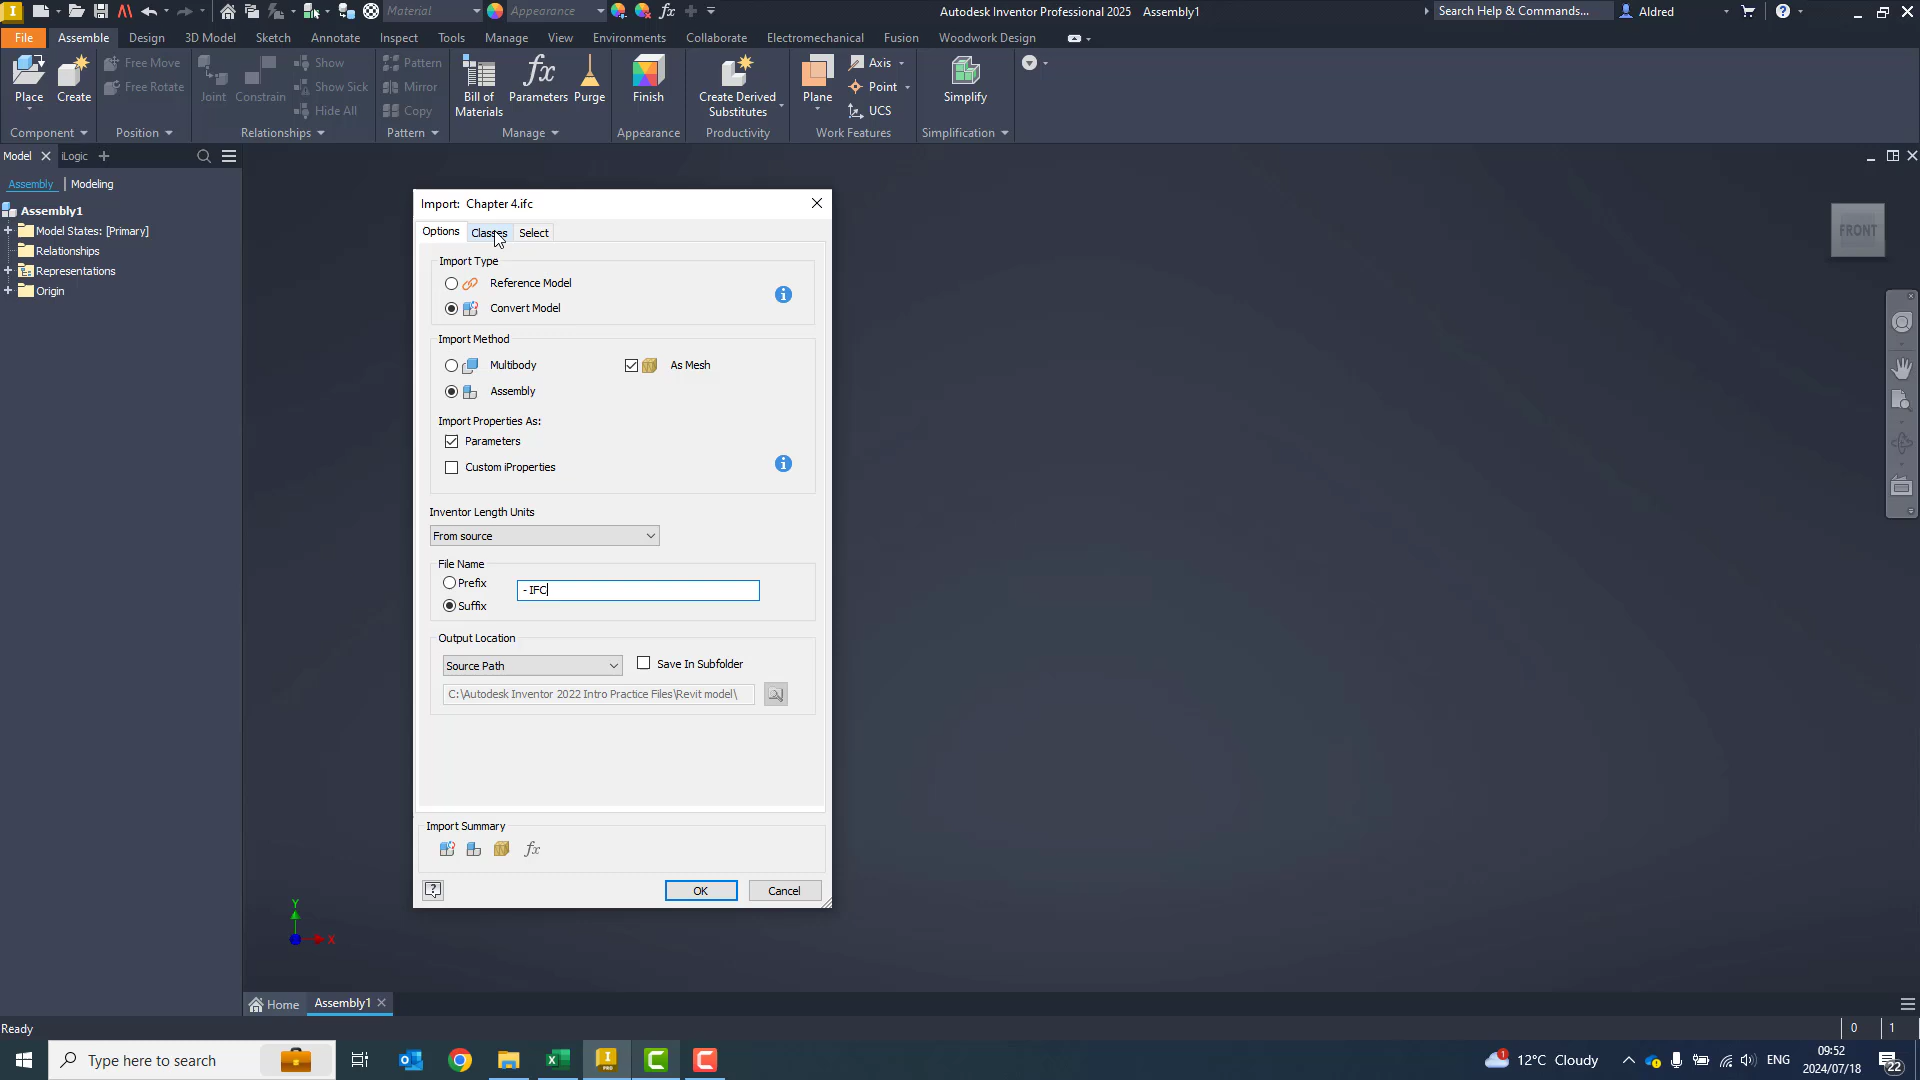 Material
Appearance
Autodesk Inventor Professional 2025 Assembly1
Search Help & Commands...
Aldred
File
Assemble
Design
3D Model
Sketch
Annotate
Inspect
Tools
Manage
View
Environments
Collaborate
Electromechanical
Fusion
Woodwork Design
Place
Create
Free Move
Free Rotate
Joint
Constrain
Show
Show Sick
Hide All
Pattern
Mirror
Copy
Bill of
Materials
Parameters
Purge
Finish
Create Derived
Substitutes
Plane
Axis
Point
UCS
Simplify
Component
Position
Relationships
Pattern
Manage
Appearance
Productivity
Work Features
Simplification
Model
iLogic
Assembly
Modeling
Assembly1
Model States: [Primary]
Relationships
Representations
Origin
FRONT
Import: Chapter 4.ifc
Options
Classes
Select
Import Type
Reference Model
Convert Model
Import Method
Multibody
As Mesh
Assembly
Import Properties As:
Parameters
Custom iProperties
Inventor Length Units
From source
File Name
Prefix
- IFC
Suffix
Output Location
Source Path
Save In Subfolder
C:\Autodesk Inventor 2022 Intro Practice Files\Revit model\
Import Summary
fx
OK
Cancel
Y
X
Home
Assembly1
Ready
0
1
Type here to search
12°C Cloudy
ENG
09:52
2024/07/18
22